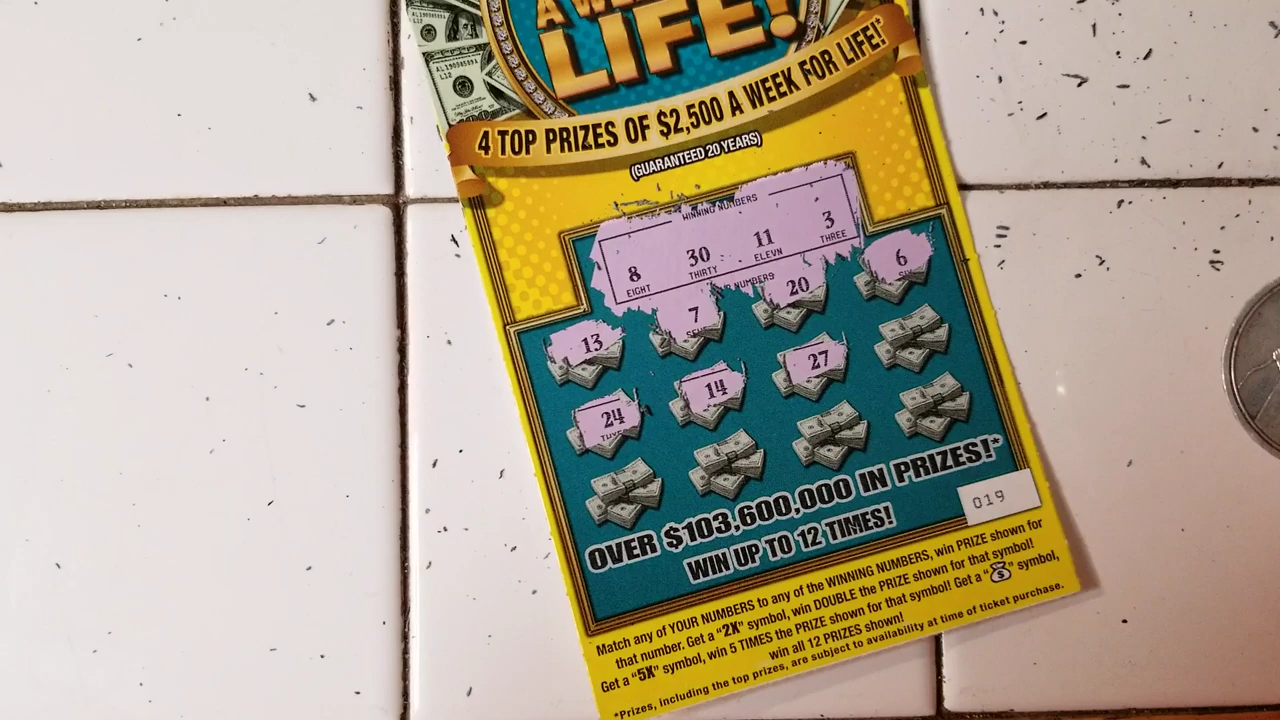 LIFE!
4 TOP PRIZES OF $2,500 A WEEK FOR LIFE!*
(GUARANTEED 20 YEARS)
WINNING NUMBERS
8 30 11 3
EIGHT THIRTY ELEVN THREE
NUMBERS
13 7 20 6
24 14 27
OVER $103,600,000 IN PRIZES!*
WIN UP TO 12 TIMES!
019
Match any of YOUR NUMBERS to any of the WINNING NUMBERS, win PRIZE shown for
that number. Get a "2X" symbol, win DOUBLE the PRIZE shown for that symbol!
Get a "5X" symbol, win 5 TIMES the PRIZE shown for that symbol! Get a "$" symbol,
win all 12 PRIZES shown!
*Prizes, including the top prizes, are subject to availability at time of ticket purchase.